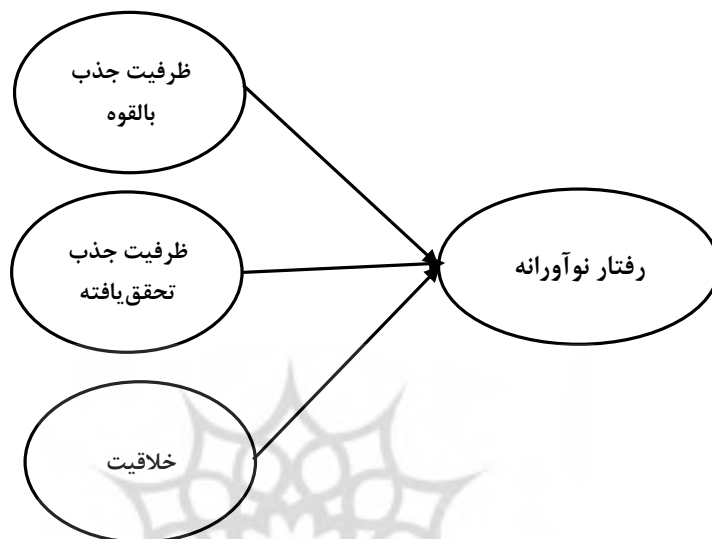 ظرفیت جذب
بالقوه
ظرفیت جذب
تحقق‌یافته
رفتار نوآورانه
خلاقیت